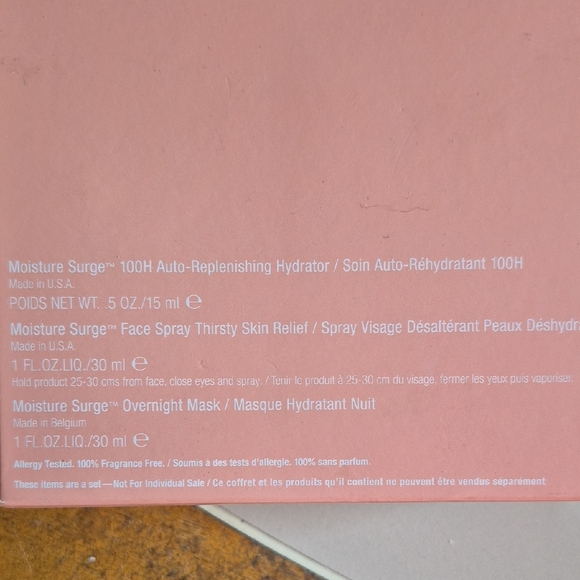 Moisture Surge™ 100H Auto-Replenishing Hydrator / Soin Auto-Réhydratant 100H
Made in U.S.A.
POIDS NET WT. .5 OZ./15 ml ℮
Moisture Surge™ Face Spray Thirsty Skin Relief / Spray Visage Désaltérant Peaux
Made in U.S.A.
1 FL.OZ.LIQ./30 ml ℮
Hold product 25-30 cms from face, close eyes and spray. / Tenir le produit à 25-30 cm du visage, fermer les yeux puis vaporiser.
Moisture Surge™ Overnight Mask / Masque Hydratant Nuit
Made in Belgium
1 FL.OZ.LIQ./30 ml ℮
Allergy Tested. 100% Fragrance Free. / Soumis à des tests d'allergie. 100% sans parfum.
These items are a set—Not For Individual Sale / Ce coffret et les produits qu'il contient ne peuvent être vendus séparément